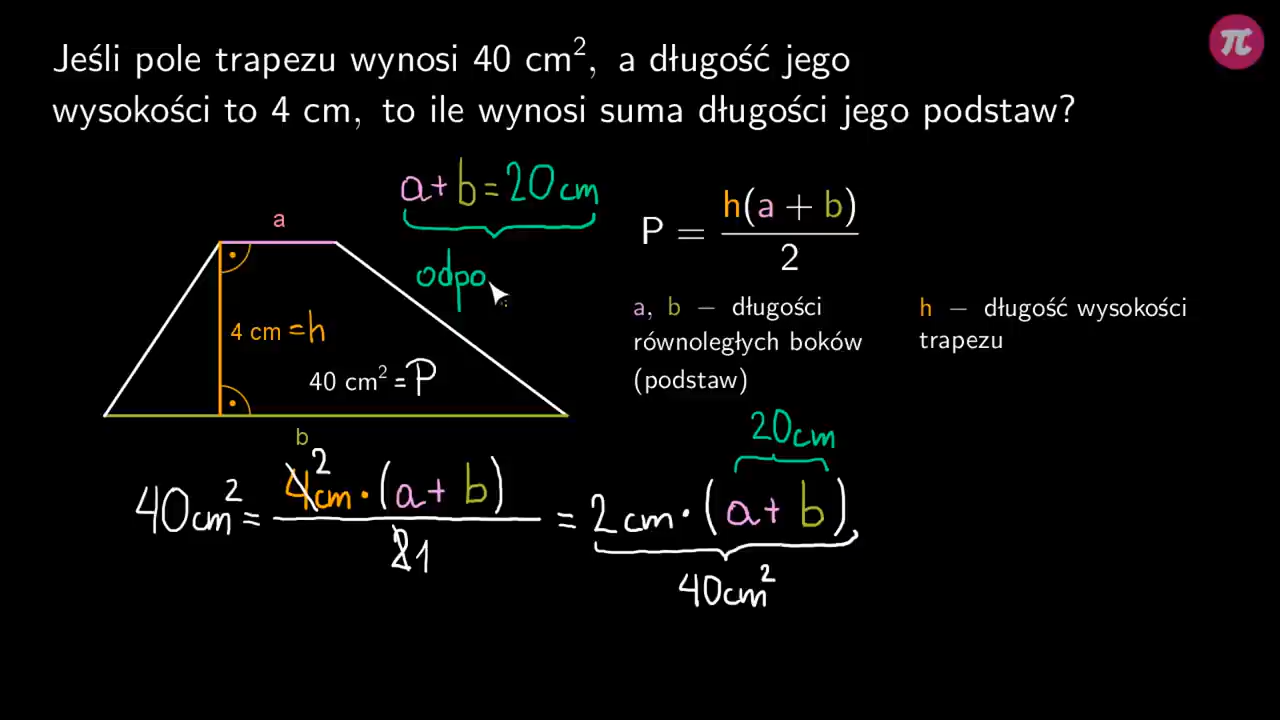 Jeśli pole trapezu wynosi 40 cm², a długość jego
wysokości to 4 cm, to ile wynosi suma długości jego podstaw?
π
a+b=20cm
odpo
a
4 cm =h
40 cm² =P
b
P = h(a + b) / 2
a, b – długości
równoległych boków
(podstaw)
h – długość wysokości
trapezu
20cm
40cm² = 4cm · (a+b) / 2 = 2cm · (a+b)
2
1
40cm²